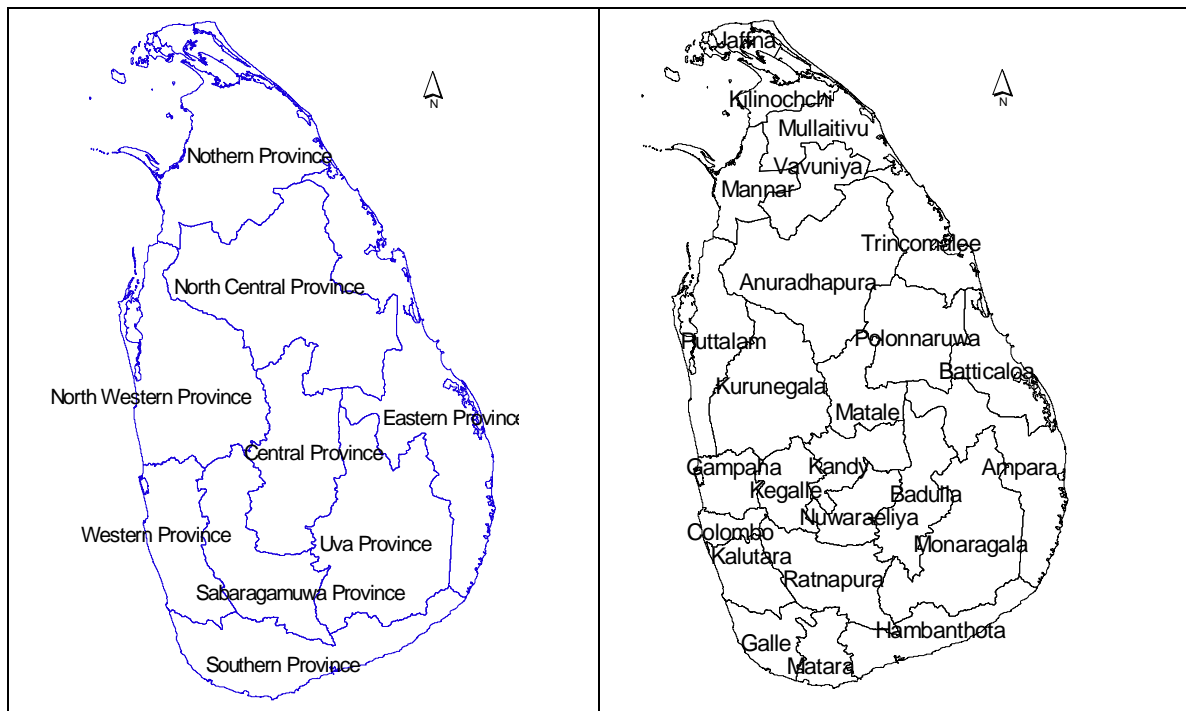 N
Nothern Province
North Central Province
North Western Province
Eastern Province
Central Province
Western Province
Uva Province
Sabaragamuwa Province
Southern Province
Jaffna
N
Kilinochchi
Mullaitivu
Vavuniya
Mannar
Trincomalee
Anuradhapura
Puttalam
Polonnaruwa
Batticaloa
Kurunegala
Matale
Gampaha
Kandy
Ampara
Kegalle
Badulla
Nuwaraeliya
Colombo
Monaragala
Kalutara
Ratnapura
Hambanthota
Galle
Matara